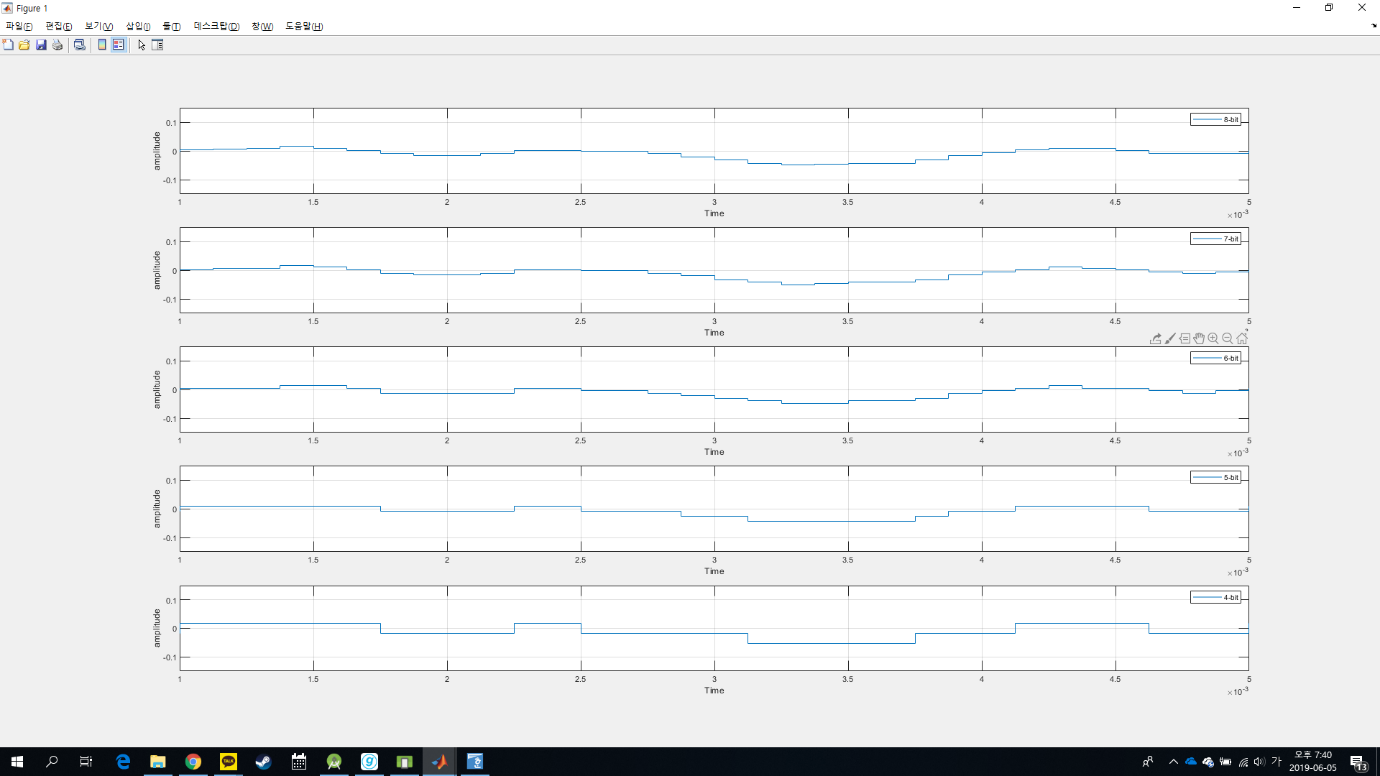 Figure 1
파일(F) 편집(E) 보기(V) 삽입(I) 툴(T) 데스크탑(D) 창(W) 도움말(H)
8-bit
0.1
0
-0.1
amplitude
1 1.5 2 2.5 3 3.5 4 4.5 5
Time
×10-3
7-bit
0.1
0
-0.1
amplitude
1 1.5 2 2.5 3 3.5 4 4.5 5
Time
6-bit
0.1
0
-0.1
amplitude
1 1.5 2 2.5 3 3.5 4 4.5 5
Time
×10-3
5-bit
0.1
0
-0.1
amplitude
1 1.5 2 2.5 3 3.5 4 4.5 5
Time
×10-3
4-bit
0.1
0
-0.1
amplitude
1 1.5 2 2.5 3 3.5 4 4.5 5
Time
×10-3
TALK
가
오후 7:40
2019-06-05
13